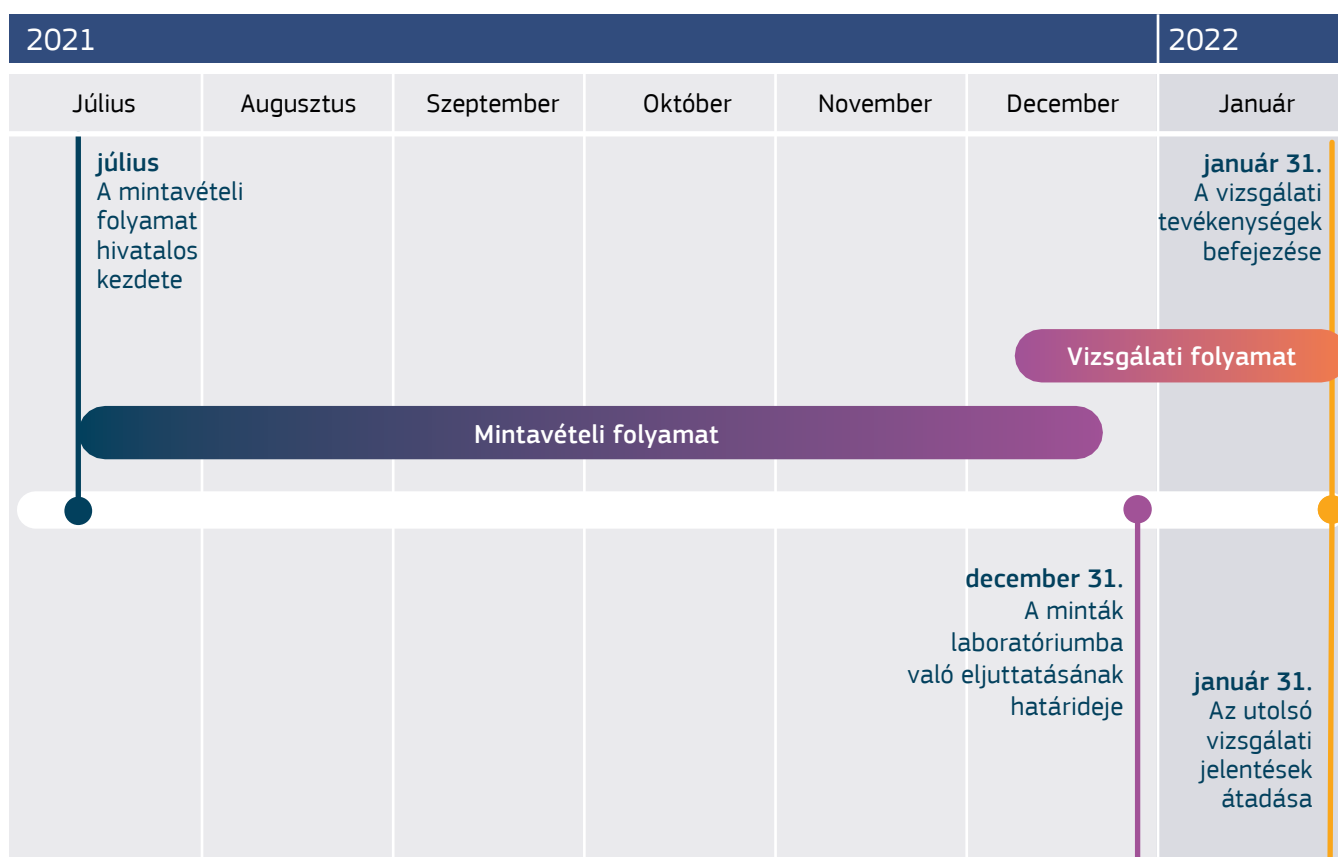 2021
2022
Július
Augusztus
Szeptember
Október
November
December
Január
július
A mintavételi
folyamat
hivatalos
kezdete
január 31.
A vizsgálati
tevékenységek
befejezése
Vizsgálati folyamat
Mintavételi folyamat
december 31.
A minták
laboratóriumba
való eljuttatásának
határideje
január 31.
Az utolsó
vizsgálati
jelentések
átadása